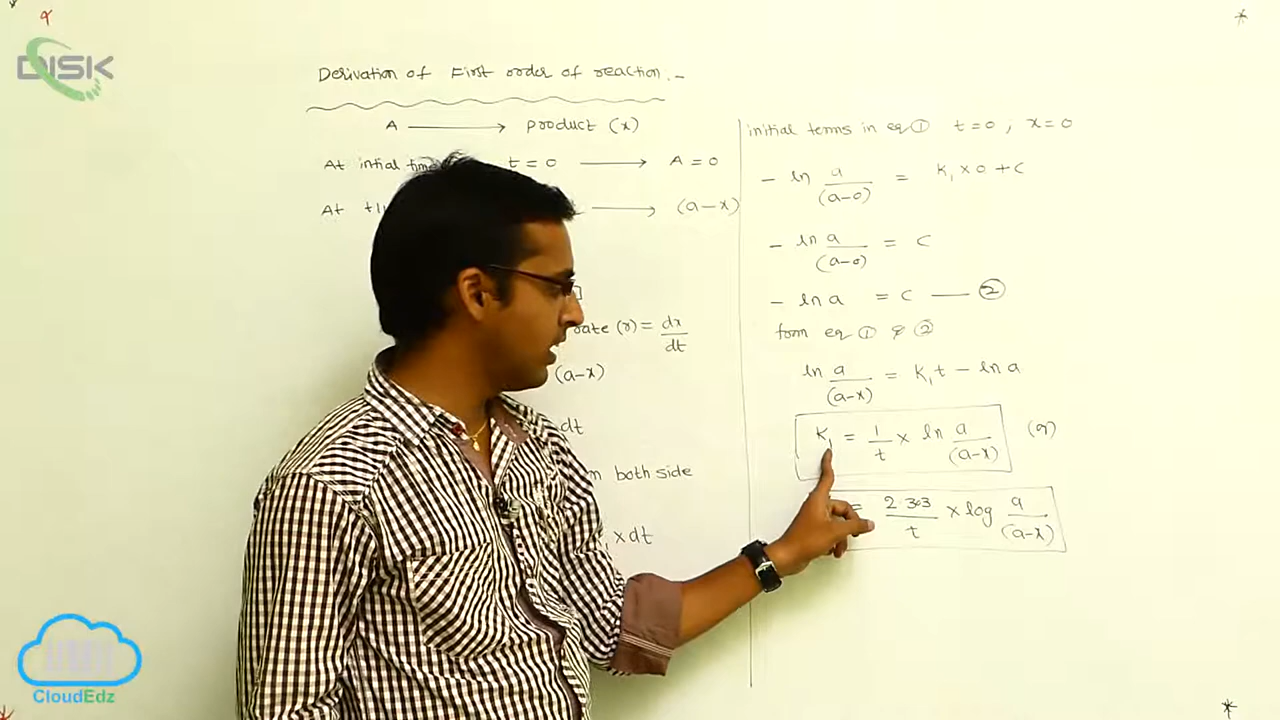 DISK
Derivation of First order of reaction.-
A → product (x)
At intial time t = 0 → A = 0
At → (a-x)
rate (r) = dx/dt
(a-x)
dt
both side
x dt
initial terms in eq ① t=0, x=0
- ln a/(a-0) = K₁ x 0 + C
- ln a/(a-0) = C
- ln a = C — ②
form eq ① & ②
ln a/(a-x) = K₁t - ln a
K₁ = 1/t x ln a/(a-x) (or)
= 2.303/t x log a/(a-x)
CloudEdz